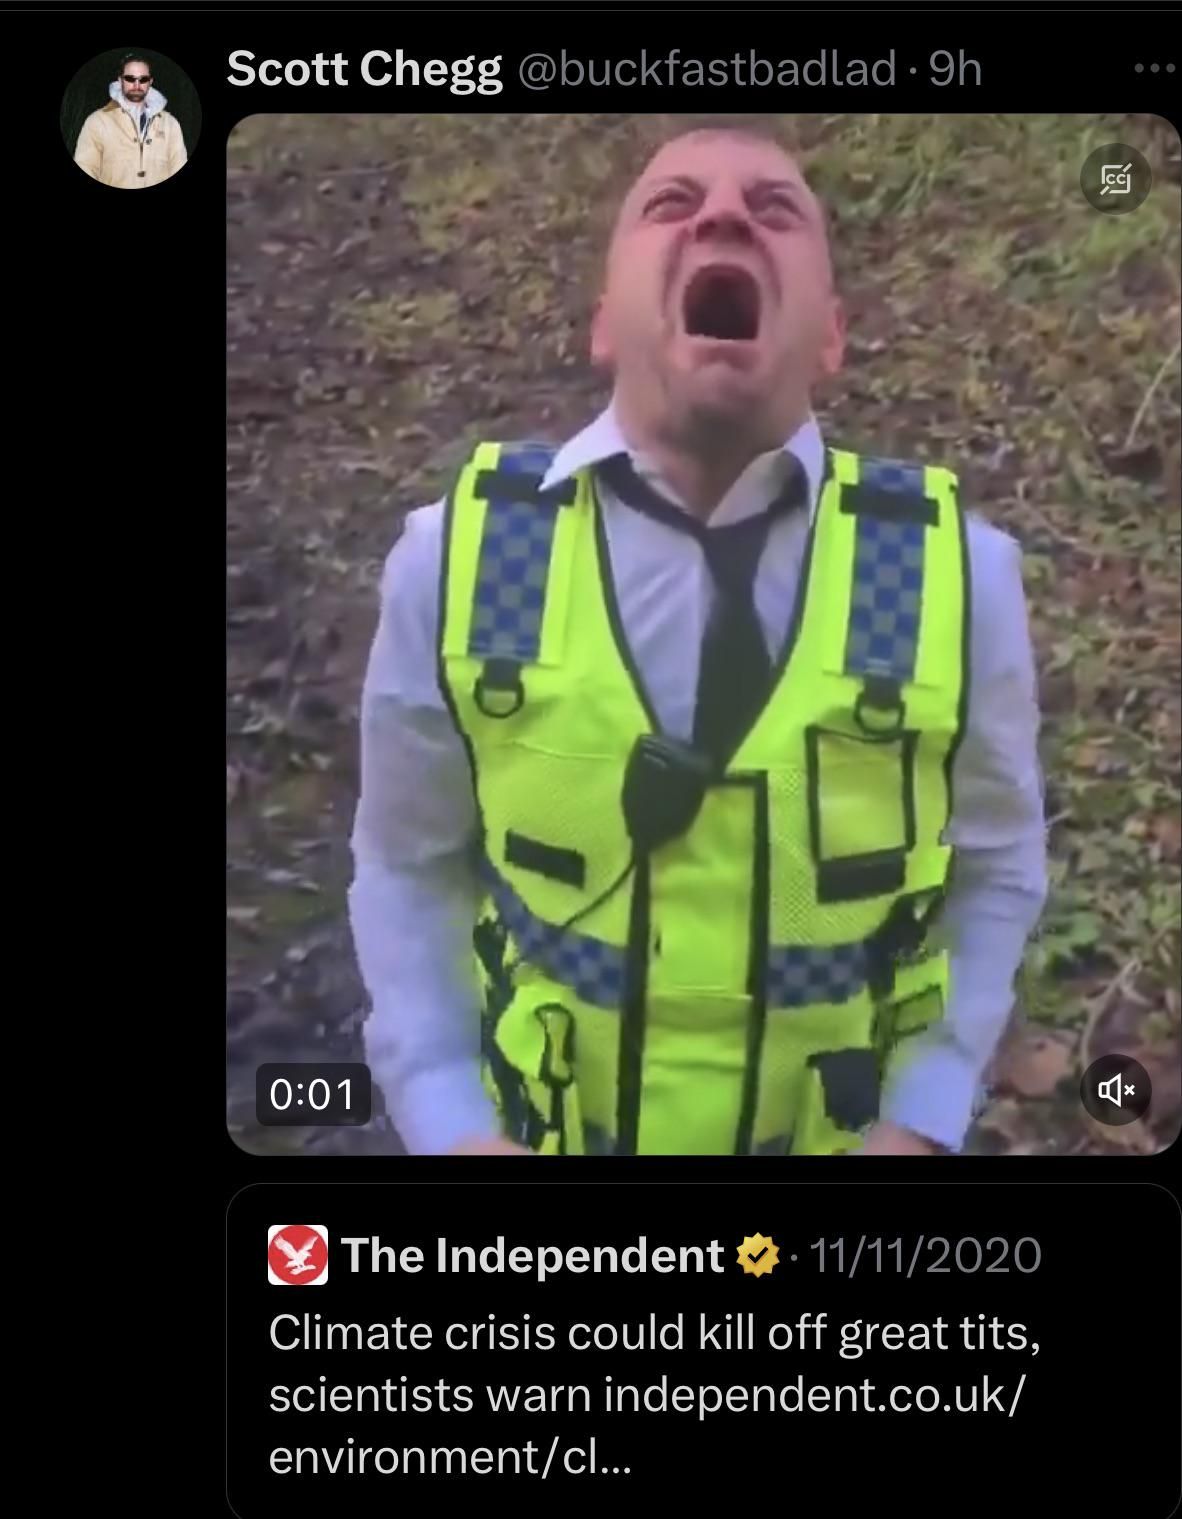 Scott Chegg @buckfastbadlad · 9h
CC
0:01
The Independent · 11/11/2020
Climate crisis could kill off great tits,
scientists warn independent.co.uk/
environment/cl...